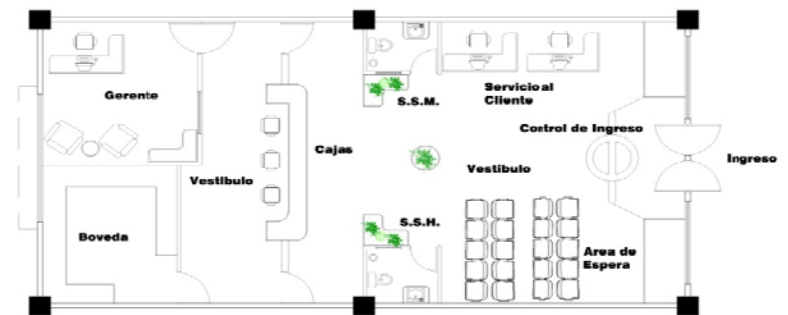 Gerente
S.S.M.
Servicio al
Cliente
Control de Ingreso
Cajas
Ingreso
Vestibulo
Vestibulo
S.S.H.
Boveda
Area de
Espera